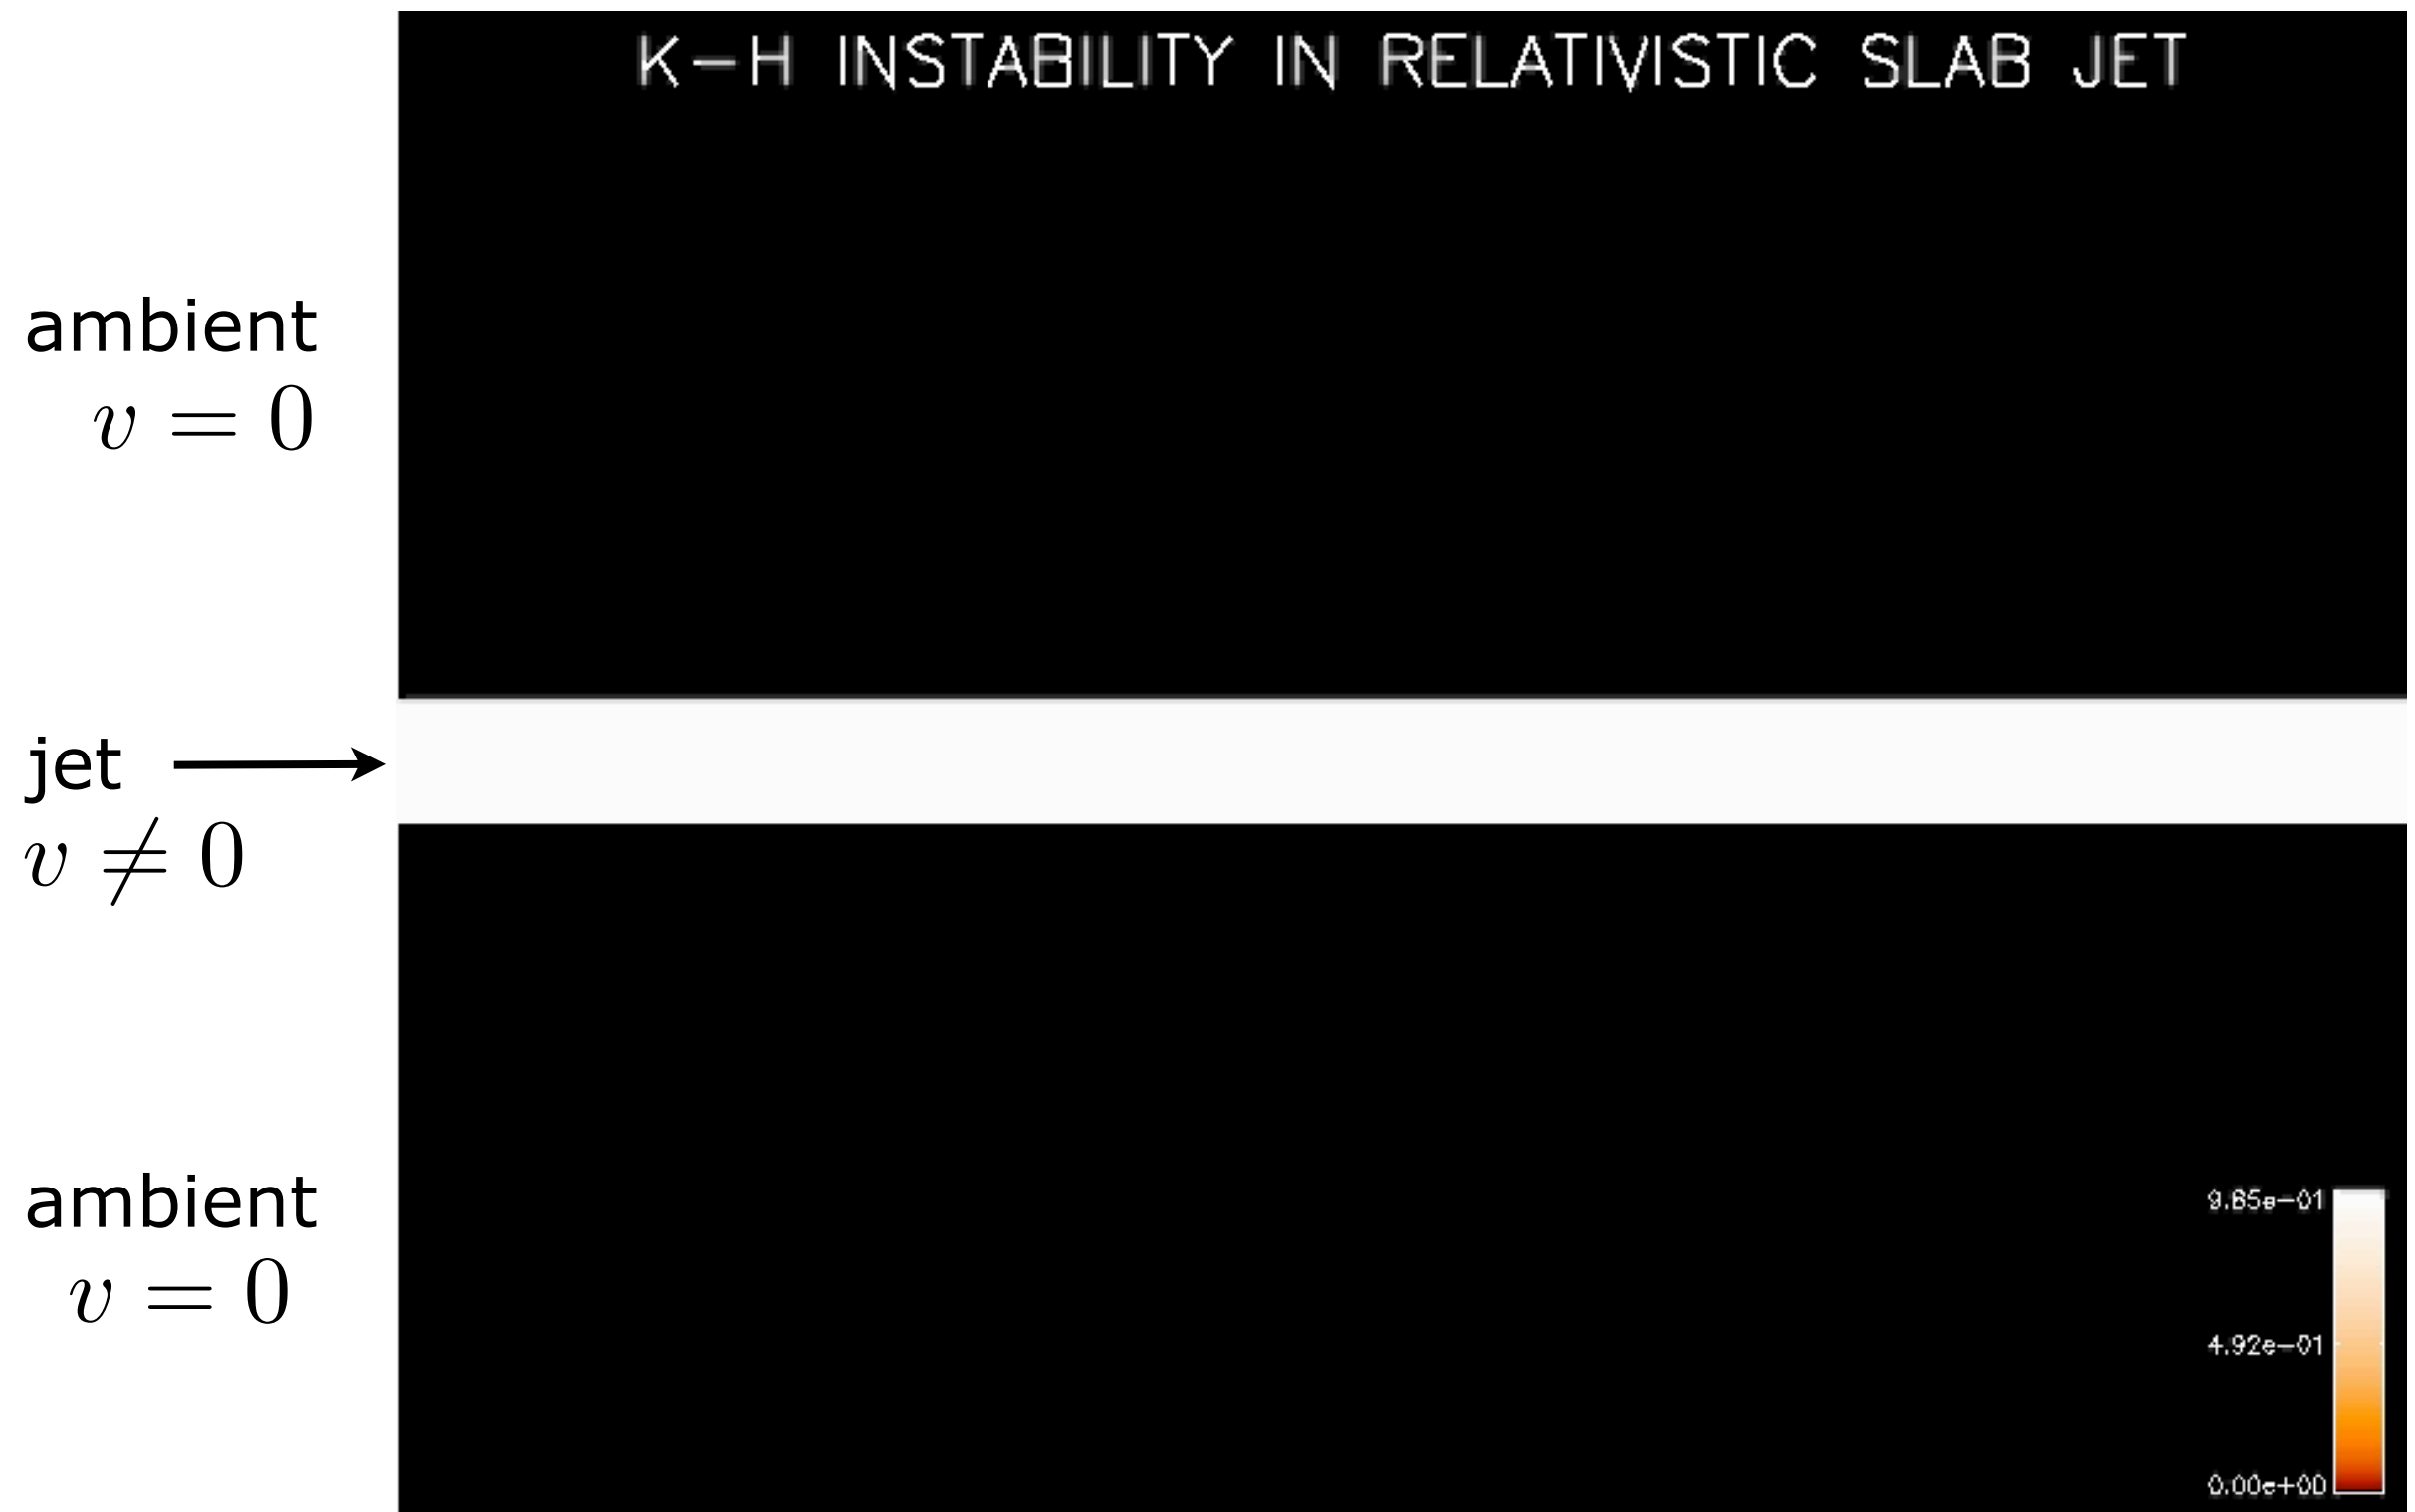 K-H INSTABILITY IN RELATIVISTIC SLAB JET
ambient
v = 0
jet
v ≠ 0
ambient
v = 0
9.65e-01
4.92e-01
0.00e+00